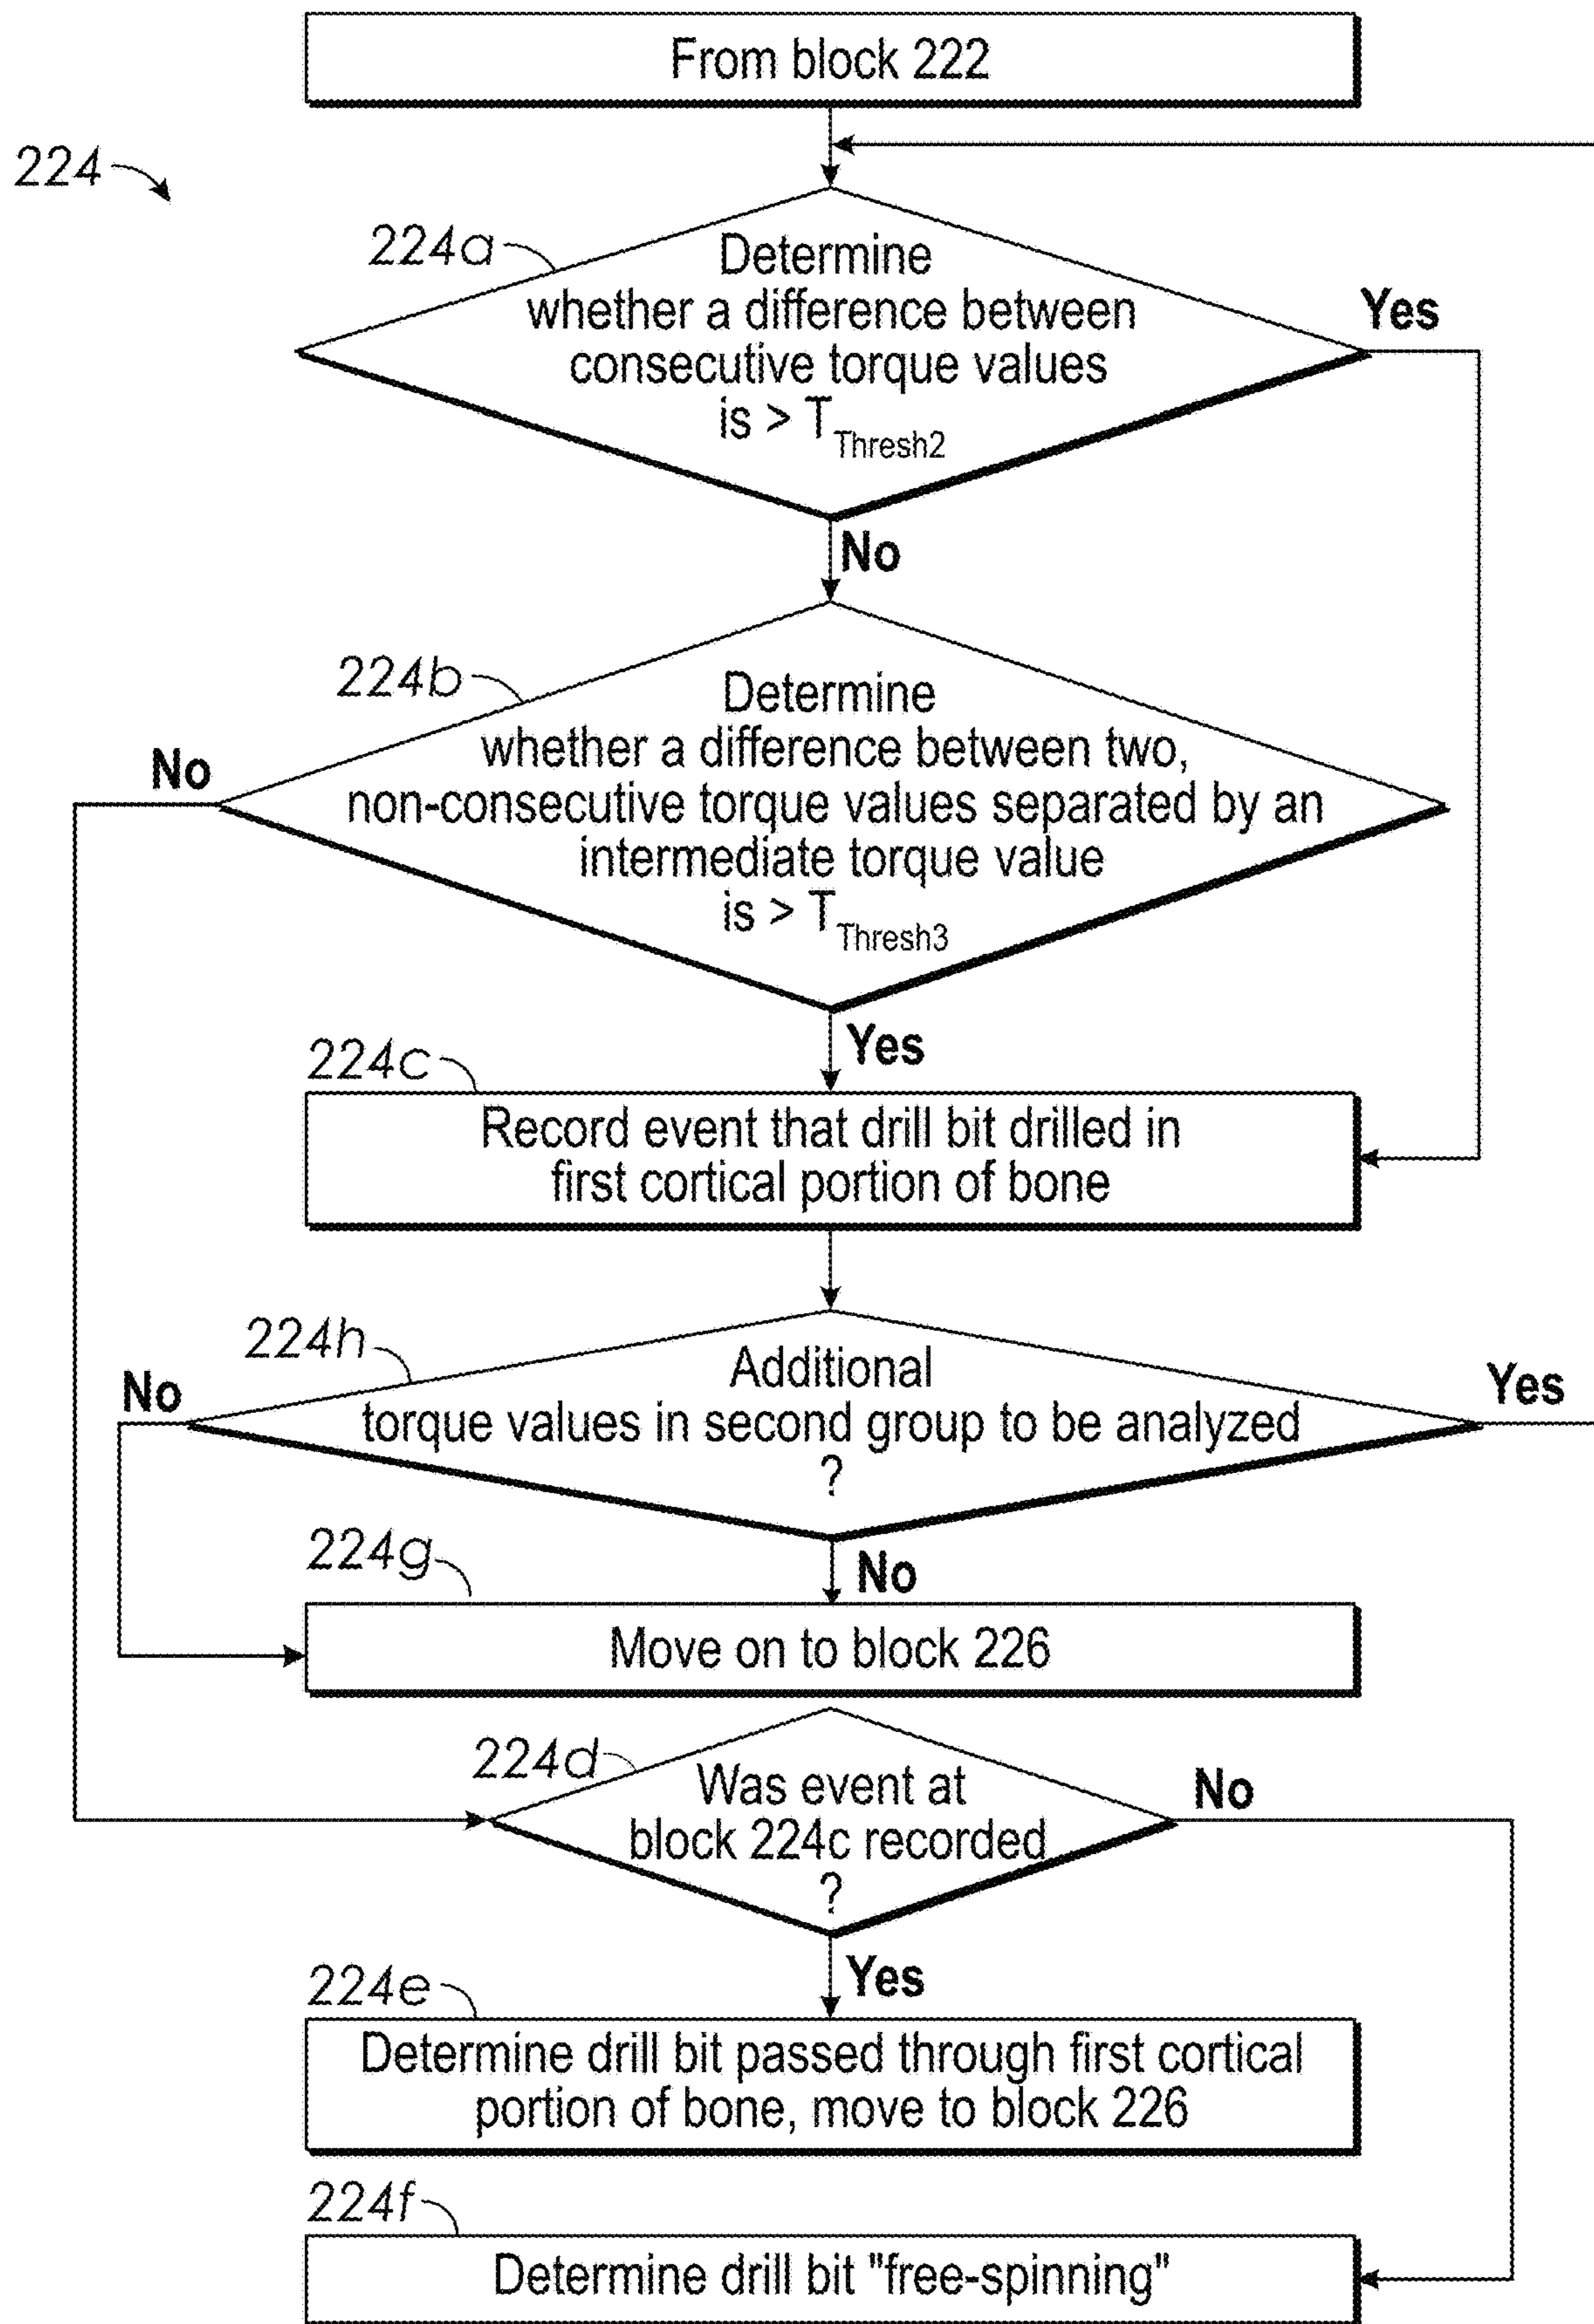 From block 222
224
224a
Determine
whether a difference between
consecutive torque values
is > T Thresh2
Yes
No
224b
Determine
whether a difference between two,
non-consecutive torque values separated by an
intermediate torque value
is > T Thresh3
No
Yes
224c
Record event that drill bit drilled in
first cortical portion of bone
224h
Additional
torque values in second group to be analyzed
?
No
Yes
224g
No
Move on to block 226
224d
Was event at
block 224c recorded
?
No
Yes
224e
Determine drill bit passed through first cortical
portion of bone, move to block 226
224f
Determine drill bit "free-spinning"